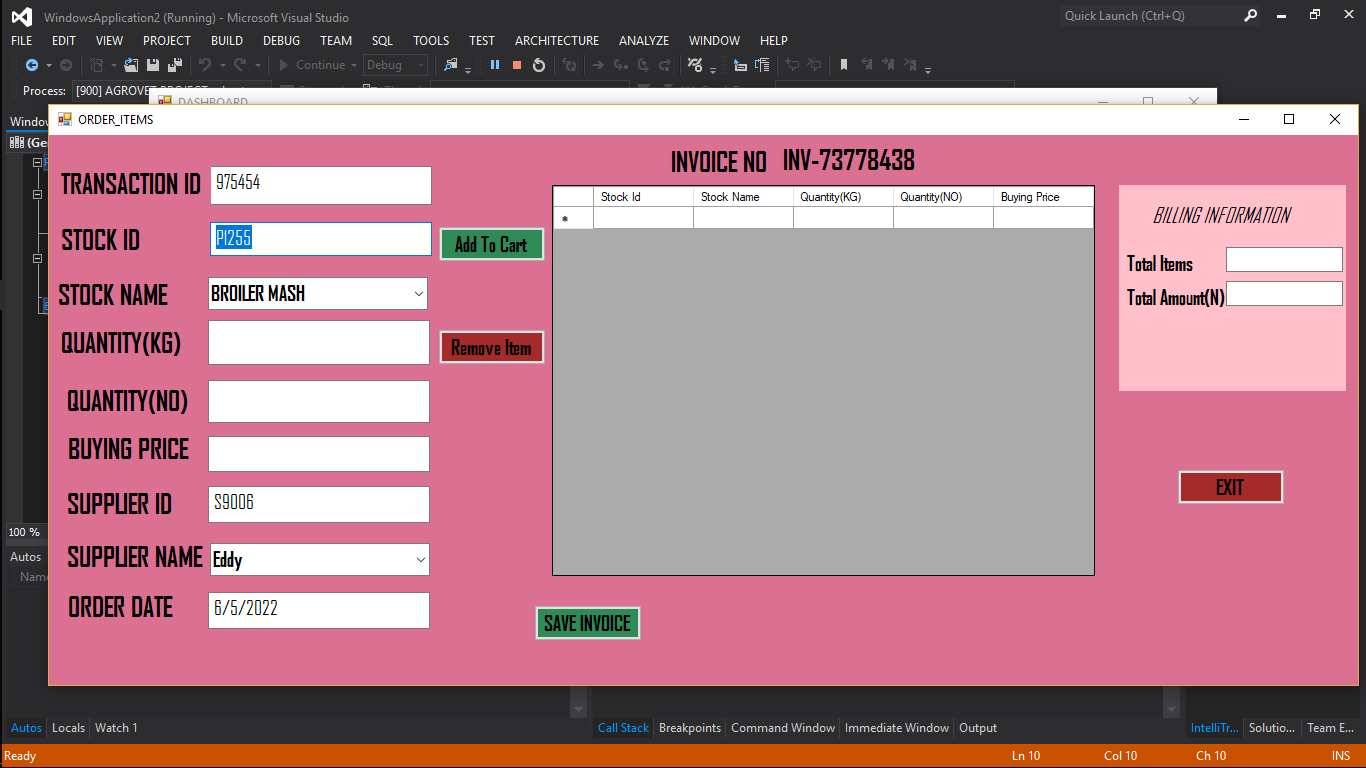 WindowsApplication2 (Running) - Microsoft Visual Studio
Quick Launch (Ctrl+Q)
FILE EDIT VIEW PROJECT BUILD DEBUG TEAM SQL TOOLS TEST ARCHITECTURE ANALYZE WINDOW HELP
Continue Debug
Process: [900] AGROVET PROJECT
DASHBOARD
Window
ORDER_ITEMS
(Ge
INVOICE NO INV-73778438
TRANSACTION ID 975454
Stock Id Stock Name Quantity(KG) Quantity(NO) Buying Price
BILLING INFORMATION
STOCK ID P1255
Add To Cart
Total Items
STOCK NAME BROILER MASH
Total Amount(N)
QUANTITY(KG)
Remove Item
QUANTITY(NO)
BUYING PRICE
SUPPLIER ID S9006
EXIT
100 %
SUPPLIER NAME Eddy
Autos
Name
ORDER DATE 6/5/2022
SAVE INVOICE
Autos Locals Watch 1
Call Stack Breakpoints Command Window Immediate Window Output
IntelliTr... Solutio... Team E...
Ready
Ln 10 Col 10 Ch 10 INS